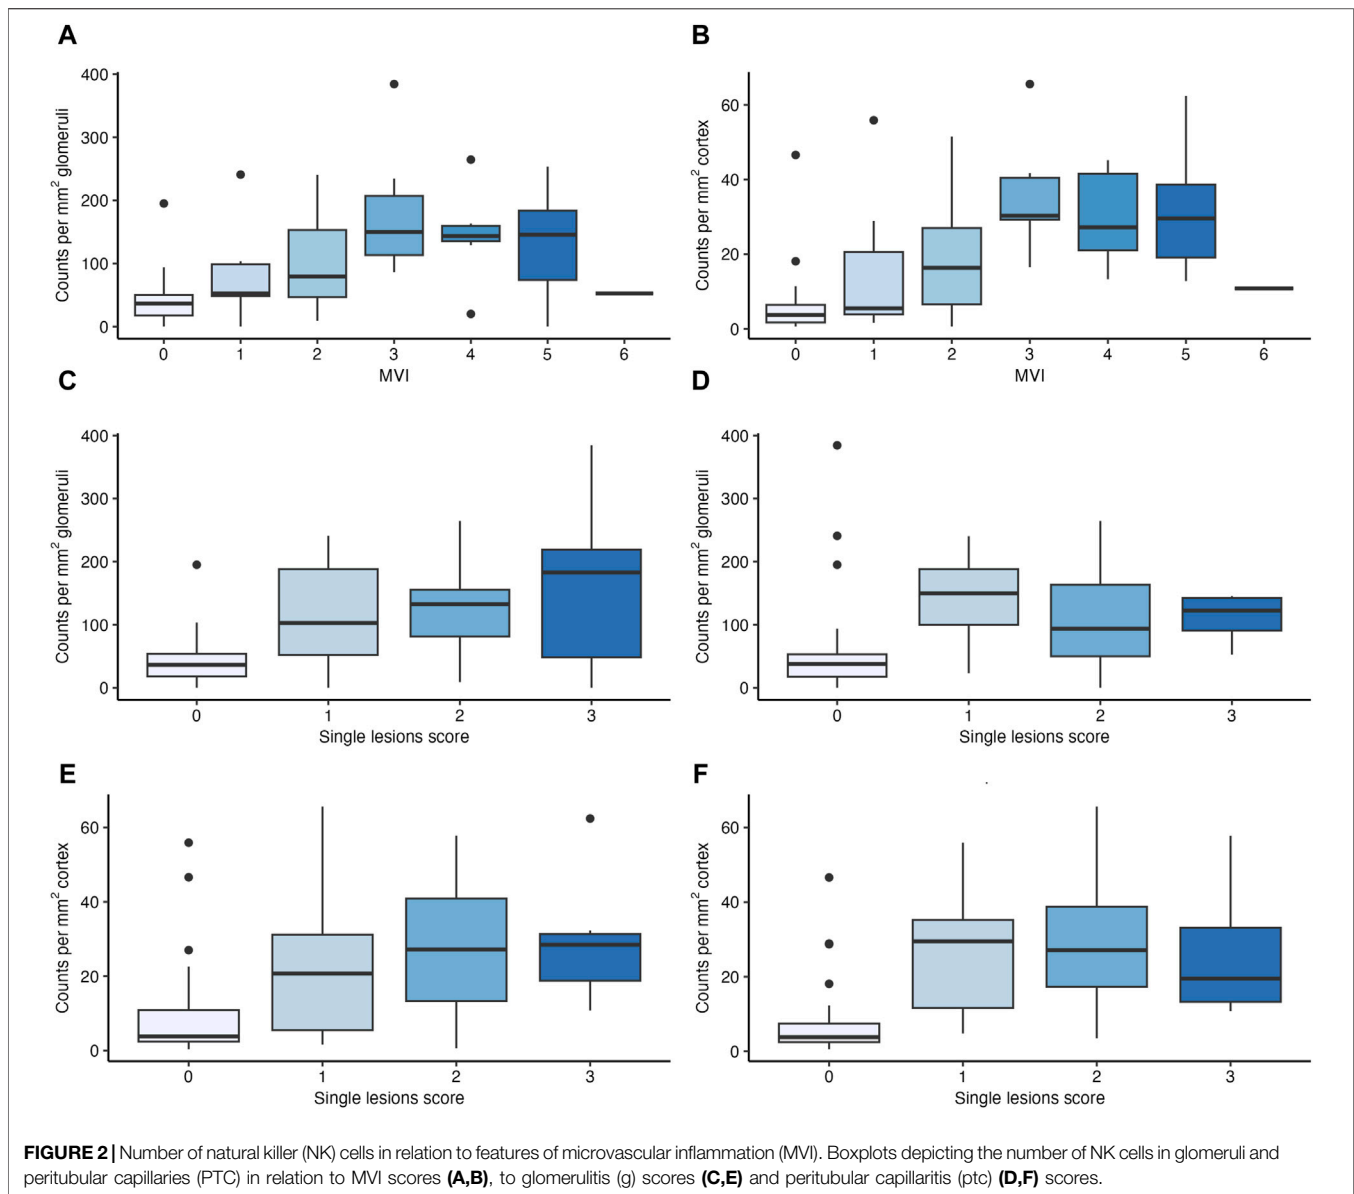 A
B
Counts per mm² glomeruli
400
300
200
100
0
0 1 2 3 4 5 6
MVI
Counts per mm² cortex
60
40
20
0
0 1 2 3 4 5 6
MVI
C
D
Counts per mm² glomeruli
400
300
200
100
0
0 1 2 3
Single lesions score
Counts per mm² glomeruli
400
300
200
100
0
0 1 2 3
Single lesions score
E
F
Counts per mm² cortex
60
40
20
0
0 1 2 3
Single lesions score
Counts per mm² cortex
60
40
20
0
0 1 2 3
Single lesions score
FIGURE 2 | Number of natural killer (NK) cells in relation to features of microvascular inflammation (MVI). Boxplots depicting the number of NK cells in glomeruli and
peritubular capillaries (PTC) in relation to MVI scores (A,B), to glomerulitis (g) scores (C,E) and peritubular capillaritis (ptc) (D,F) scores.